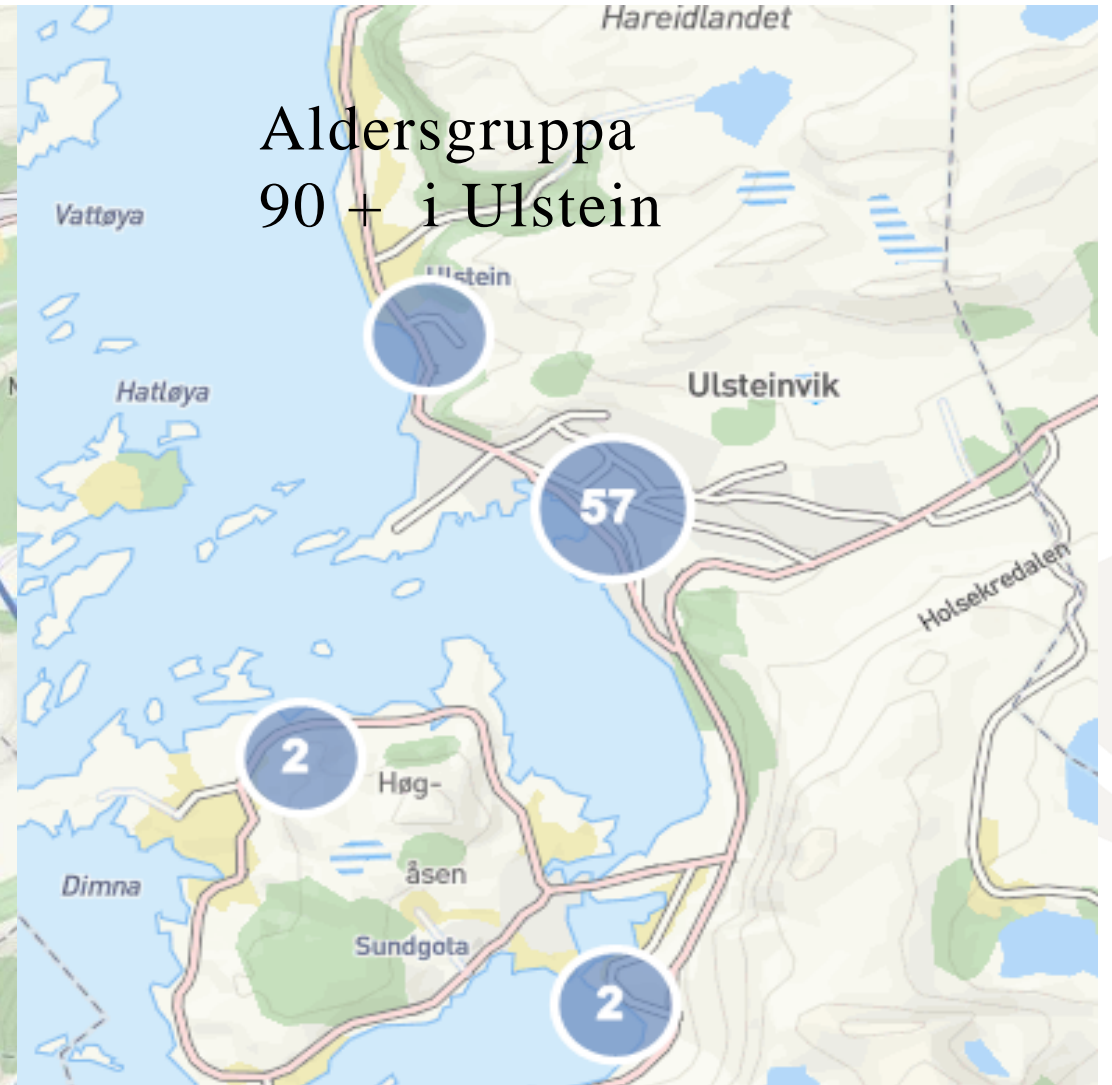 Hareidlandet
Aldersgruppa
90 + i Ulstein
Vattøya
Ulstein
Hatløya
Ulsteinvik
57
Holsekredalen
2
Høg-
åsen
Dimna
Sundgota
2